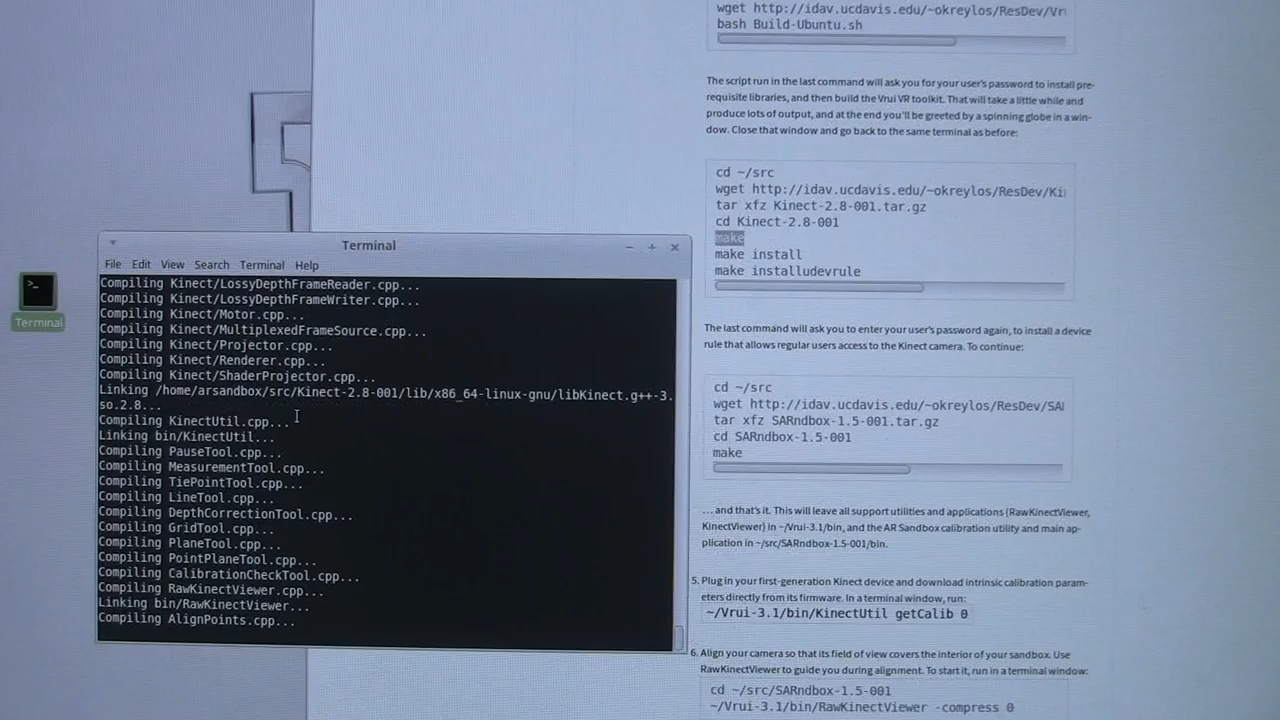 wget http://idav.ucdavis.edu/~okreylos/ResDev/Vr
bash Build-Ubuntu.sh
The script run in the last command will ask you for your user's password to install pre-
requisite libraries, and then build the Vrui VR toolkit. That will take a little while and
produce lots of output, and at the end you'll be greeted by a spinning globe in a win-
dow. Close that window and go back to the same terminal as before:
cd ~/src
wget http://idav.ucdavis.edu/~okreylos/ResDev/Ki
tar xfz Kinect-2.8-001.tar.gz
cd Kinect-2.8-001
make
make install
make installudevrule
The last command will ask you to enter your user's password again, to install a device
rule that allows regular users access to the Kinect camera. To continue:
cd ~/src
wget http://idav.ucdavis.edu/~okreylos/ResDev/SA
tar xfz SARndbox-1.5-001.tar.gz
cd SARndbox-1.5-001
make
… and that's it. This will leave all support utilities and applications (RawKinectViewer,
KinectViewer) in ~/Vrui-3.1/bin, and the AR Sandbox calibration utility and main ap-
plication in ~/src/SARndbox-1.5-001/bin.
5. Plug in your first-generation Kinect device and download intrinsic calibration param-
eters directly from its firmware. In a terminal window, run:
~/Vrui-3.1/bin/KinectUtil getCalib 0
6. Align your camera so that its field of view covers the interior of your sandbox. Use
RawKinectViewer to guide you during alignment. To start it, run in a terminal window:
cd ~/src/SARndbox-1.5-001
~/Vrui-3.1/bin/RawKinectViewer -compress 0
Terminal
Terminal
File Edit View Search Terminal Help
Compiling Kinect/LossyDepthFrameReader.cpp...
Compiling Kinect/LossyDepthFrameWriter.cpp...
Compiling Kinect/Motor.cpp...
Compiling Kinect/MultiplexedFrameSource.cpp...
Compiling Kinect/Projector.cpp...
Compiling Kinect/Renderer.cpp...
Compiling Kinect/ShaderProjector.cpp...
Linking /home/arsandbox/src/Kinect-2.8-001/lib/x86_64-linux-gnu/libKinect.g++-3.
so.2.8...
Compiling KinectUtil.cpp...
Linking bin/KinectUtil...
Compiling PauseTool.cpp...
Compiling MeasurementTool.cpp...
Compiling TiePointTool.cpp...
Compiling LineTool.cpp...
Compiling DepthCorrectionTool.cpp...
Compiling GridTool.cpp...
Compiling PlaneTool.cpp...
Compiling PointPlaneTool.cpp...
Compiling CalibrationCheckTool.cpp...
Compiling RawKinectViewer.cpp...
Linking bin/RawKinectViewer...
Compiling AlignPoints.cpp...